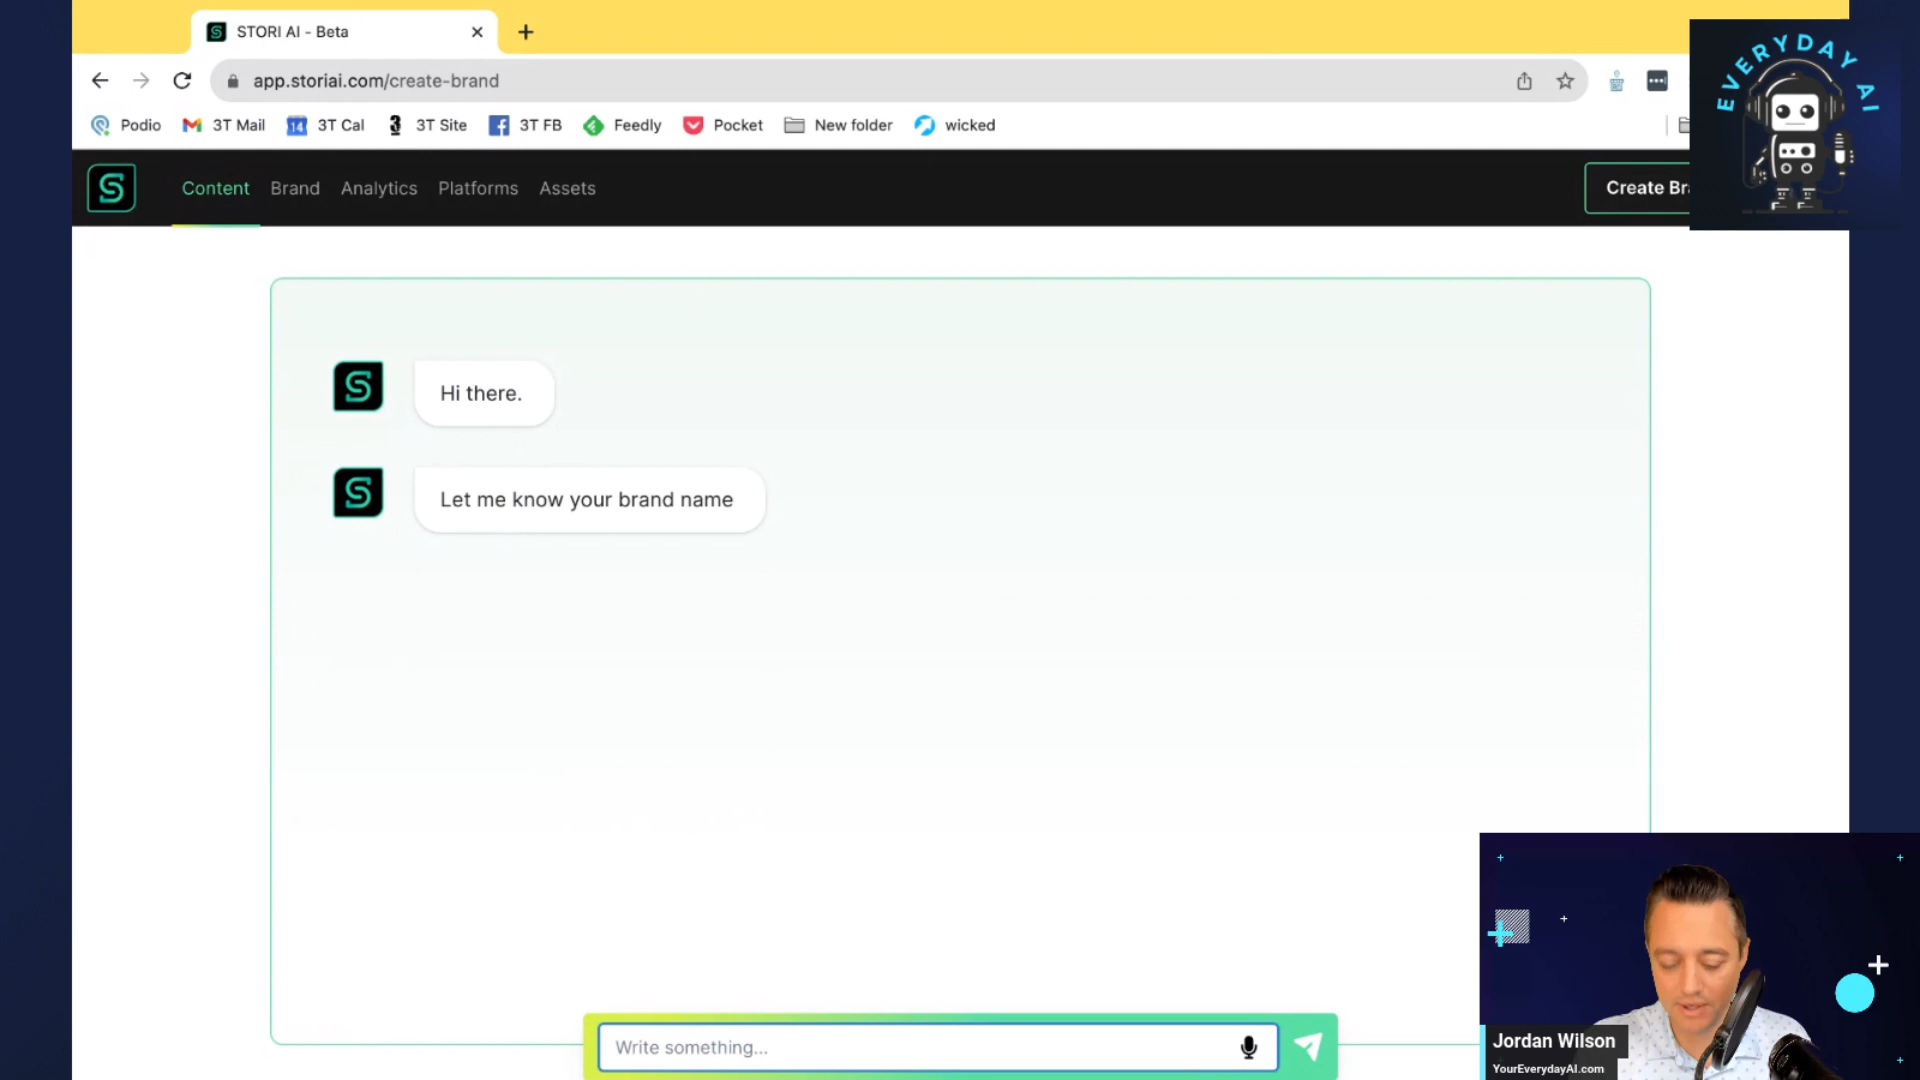 STORI AI - Beta
app.storiai.com/create-brand
Podio
3T Mail
14
3T Cal
3T Site
3T FB
Feedly
Pocket
New folder
wicked
EVERYDAY AI
Content
Brand
Analytics
Platforms
Assets
Create Br
Hi there.
Let me know your brand name
Write something...
Jordan Wilson
YourEverydayAI.com